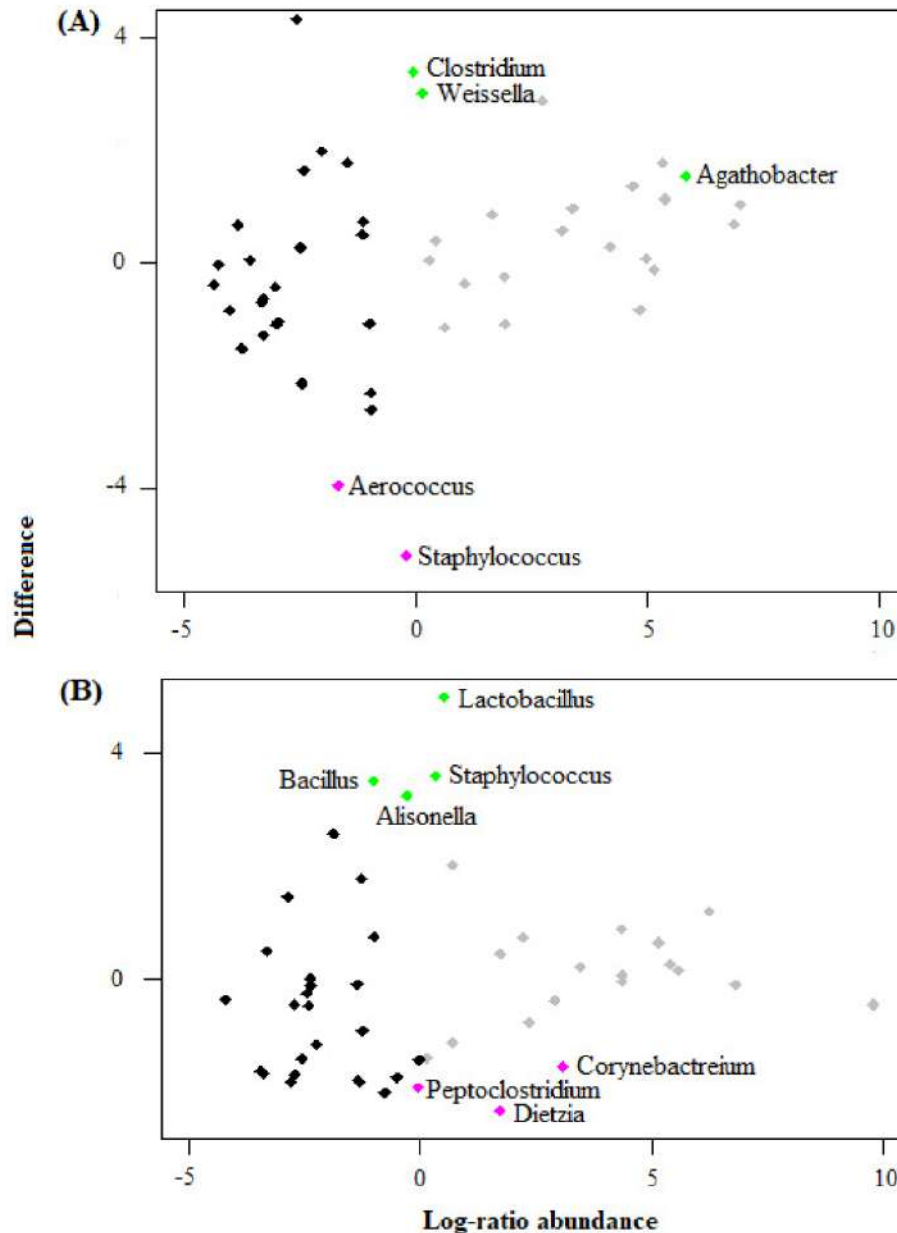 (A)
4
Clostridium
Weissella
Agathobacter
0
Aerococcus
-4
Staphylococcus
Difference
-5
0
5
10
(B)
Lactobacillus
4
Staphylococcus
Bacillus
Alisonella
0
Corynebactreium
Peptoclostridium
Dietzia
-5
0
5
10
Log-ratio abundance